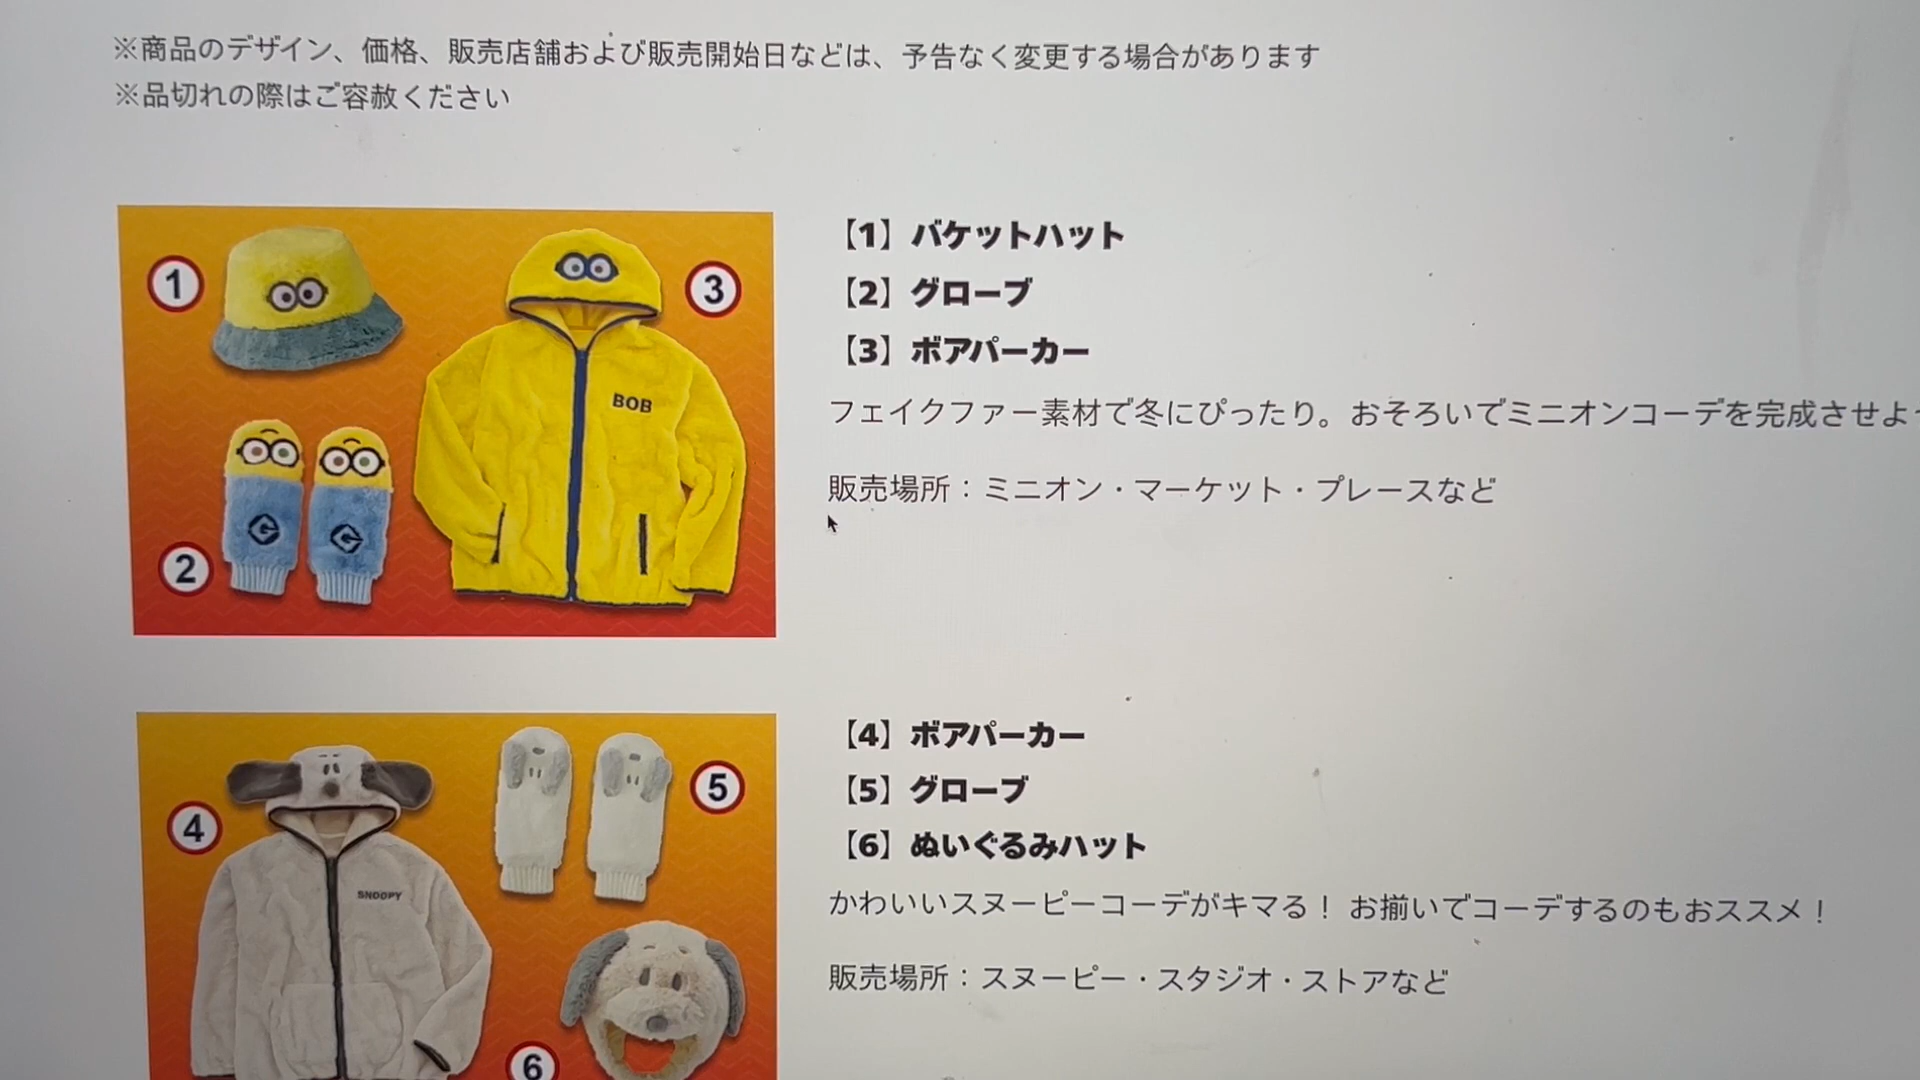 ※商品のデザイン、価格、販売店舗および販売開始日などは、予告なく変更する場合があります
※品切れの際はご容赦ください
1
3
BOB
2
【1】バケットハット
【2】グローブ
【3】ボアパーカー
フェイクファー素材で冬にぴったり。おそろいでミニオンコーデを完成させよ
販売場所：ミニオン・マーケット・プレースなど
4
5
SNOOPY
6
【4】ボアパーカー
【5】グローブ
【6】ぬいぐるみハット
かわいいスヌーピーコーデがキマる！ お揃いでコーデするのもおススメ！
販売場所：スヌーピー・スタジオ・ストアなど